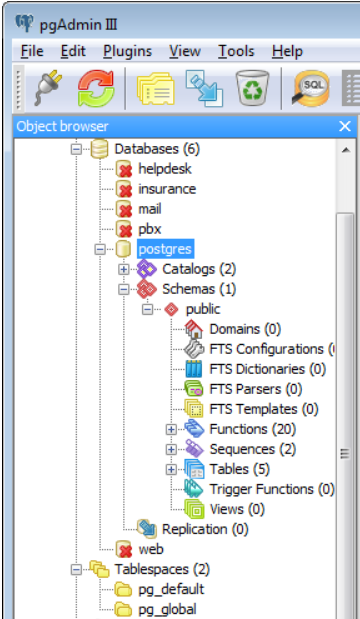 pgAdmin III
File Edit Plugins View Tools Help
SQL
Object browser
Databases (6)
helpdesk
insurance
mail
pbx
postgres
Catalogs (2)
Schemas (1)
public
Domains (0)
FTS Configurations (
FTS Dictionaries (0)
FTS Parsers (0)
FTS Templates (0)
Functions (20)
Sequences (2)
Tables (5)
Trigger Functions (0)
Views (0)
Replication (0)
web
Tablespaces (2)
pg_default
pg_global